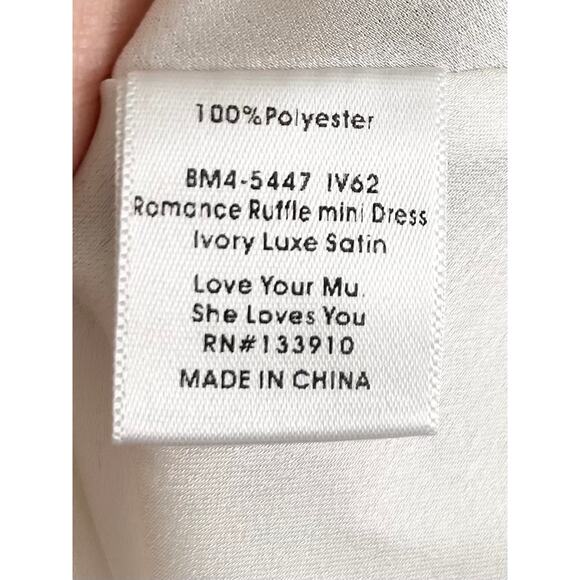 100% Polyester
BM4-5447 IV62
Romance Ruffle mini Dress
Ivory Luxe Satin
Love Your Mu.
She Loves You
RN#133910
MADE IN CHINA